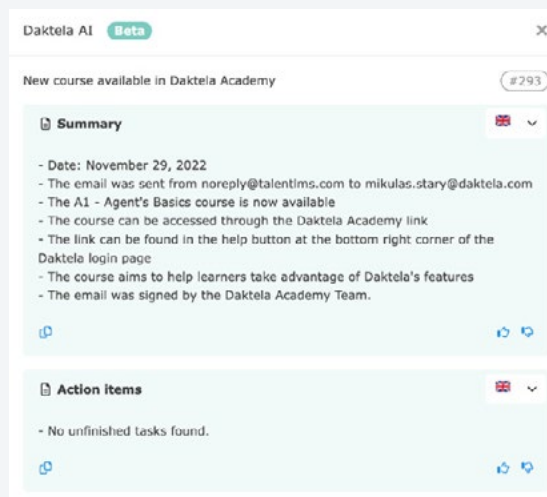 Daktela AI Beta
New course available in Daktela Academy #293
Summary
- Date: November 29, 2022
- The email was sent from noreply@talentlms.com to mikulas.stary@daktela.com
- The A1 - Agent's Basics course is now available
- The course can be accessed through the Daktela Academy link
- The link can be found in the help button at the bottom right corner of the
Daktela login page
- The course aims to help learners take advantage of Daktela's features
- The email was signed by the Daktela Academy Team.
Action items
- No unfinished tasks found.